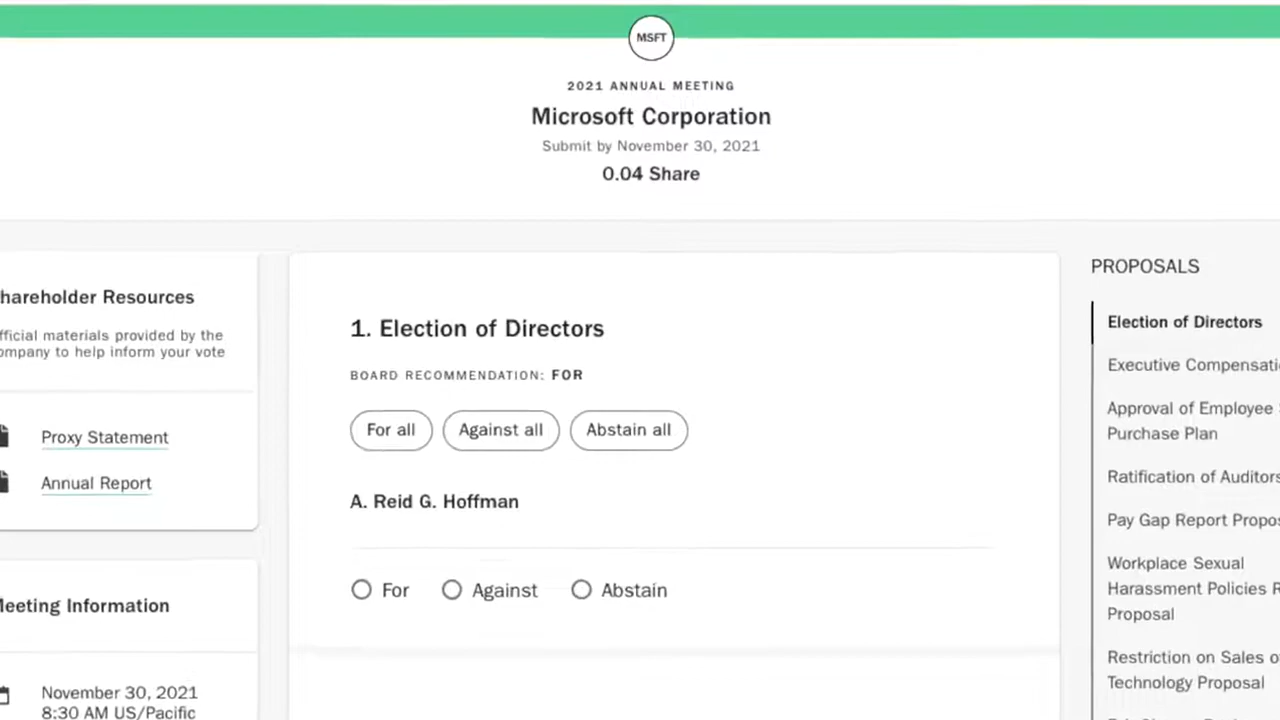 MSFT
2021 ANNUAL MEETING
Microsoft Corporation
Submit by November 30, 2021
0.04 Share
hareholder Resources
fficial materials provided by the
ompany to help inform your vote
Proxy Statement
Annual Report
eeting Information
November 30, 2021
8:30 AM US/Pacific
1. Election of Directors
BOARD RECOMMENDATION: FOR
For all
Against all
Abstain all
A. Reid G. Hoffman
For
Against
Abstain
PROPOSALS
Election of Directors
Executive Compensati
Approval of Employee
Purchase Plan
Ratification of Auditors
Pay Gap Report Propos
Workplace Sexual
Harassment Policies R
Proposal
Restriction on Sales o
Technology Proposal